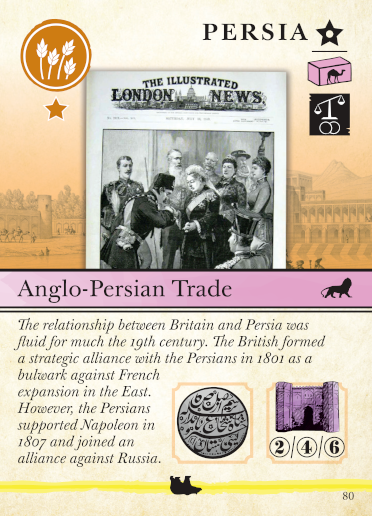 PERSIA
THE ILLUSTRATED
LONDON NEWS
Anglo-Persian Trade
The relationship between Britain and Persia was
fluid for much the 19th century. The British formed
a strategic alliance with the Persians in 1801 as a
bulwark against French
expansion in the East.
However, the Persians
supported Napoleon in
1807 and joined an
alliance against Russia.
2/4/6
80